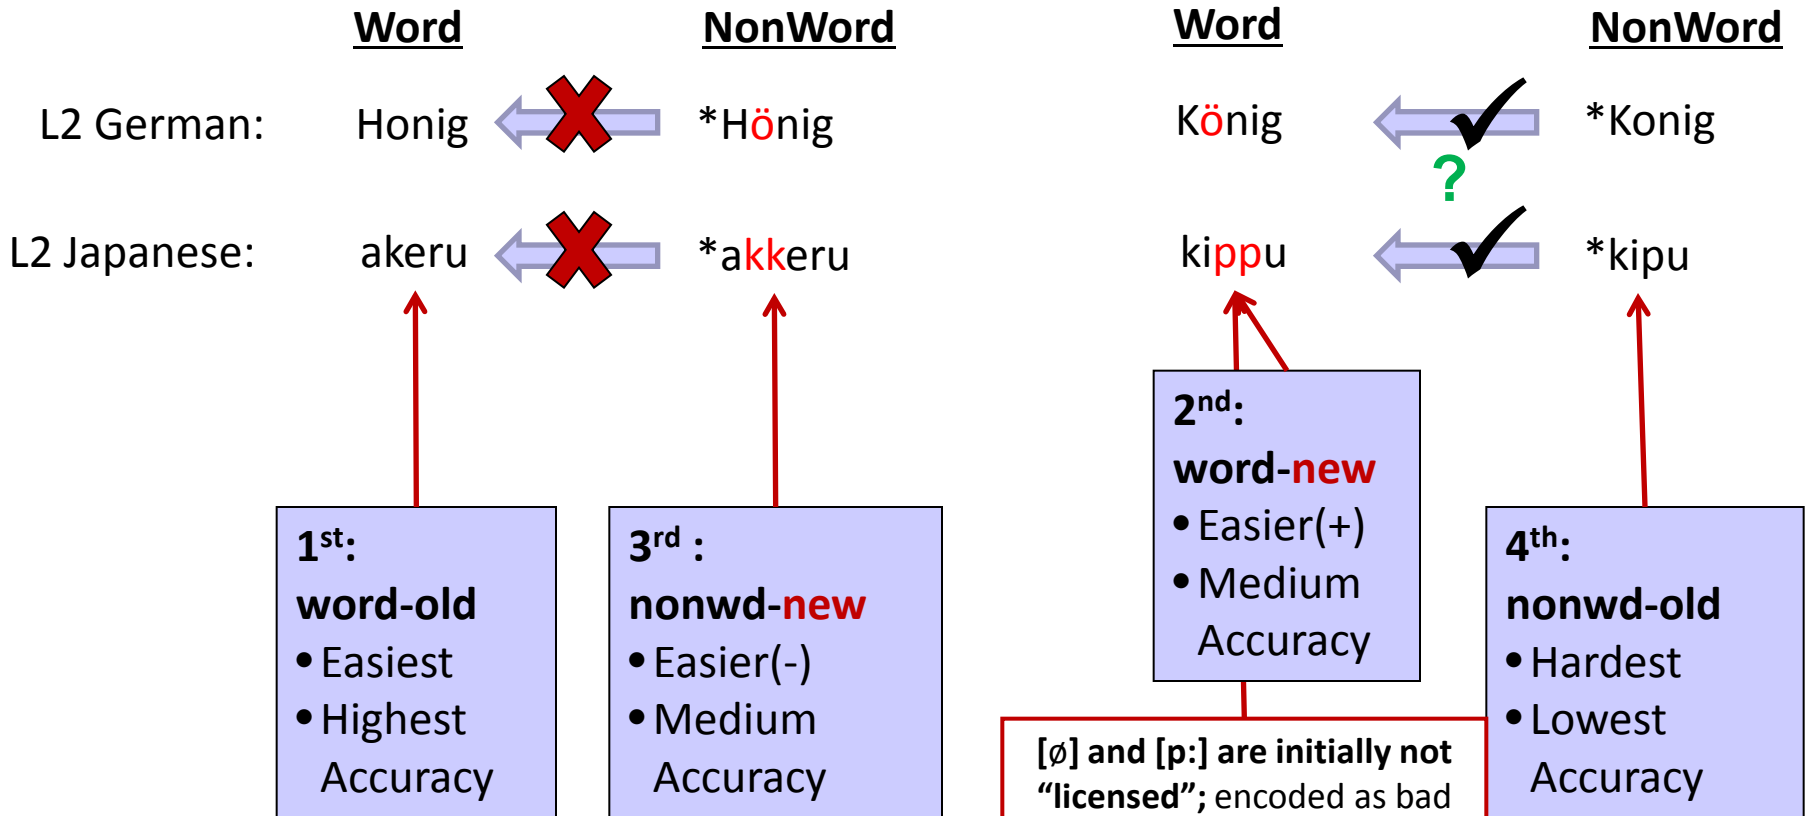 Word NonWord Word NonWord
L2 German: Honig *Hönig König *Konig
?
L2 Japanese: akeru *akkeru kippu *kipu
1st:
word-old
• Easiest
• Highest
Accuracy
3rd :
nonwd-new
• Easier(-)
• Medium
Accuracy
2nd:
word-new
• Easier(+)
• Medium
Accuracy
4th:
nonwd-old
• Hardest
• Lowest
Accuracy
[ø] and [p:] are initially not
“licensed”; encoded as bad